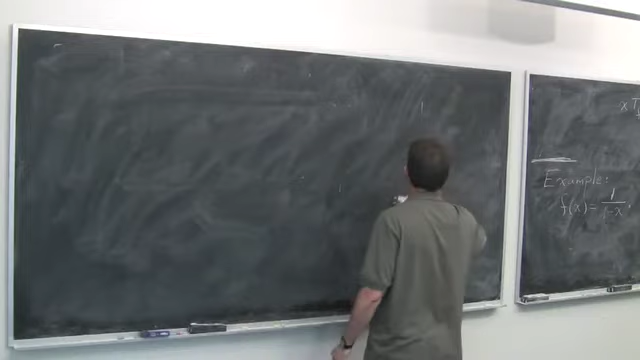 x
Example:
f(x) = 1/(1-x),